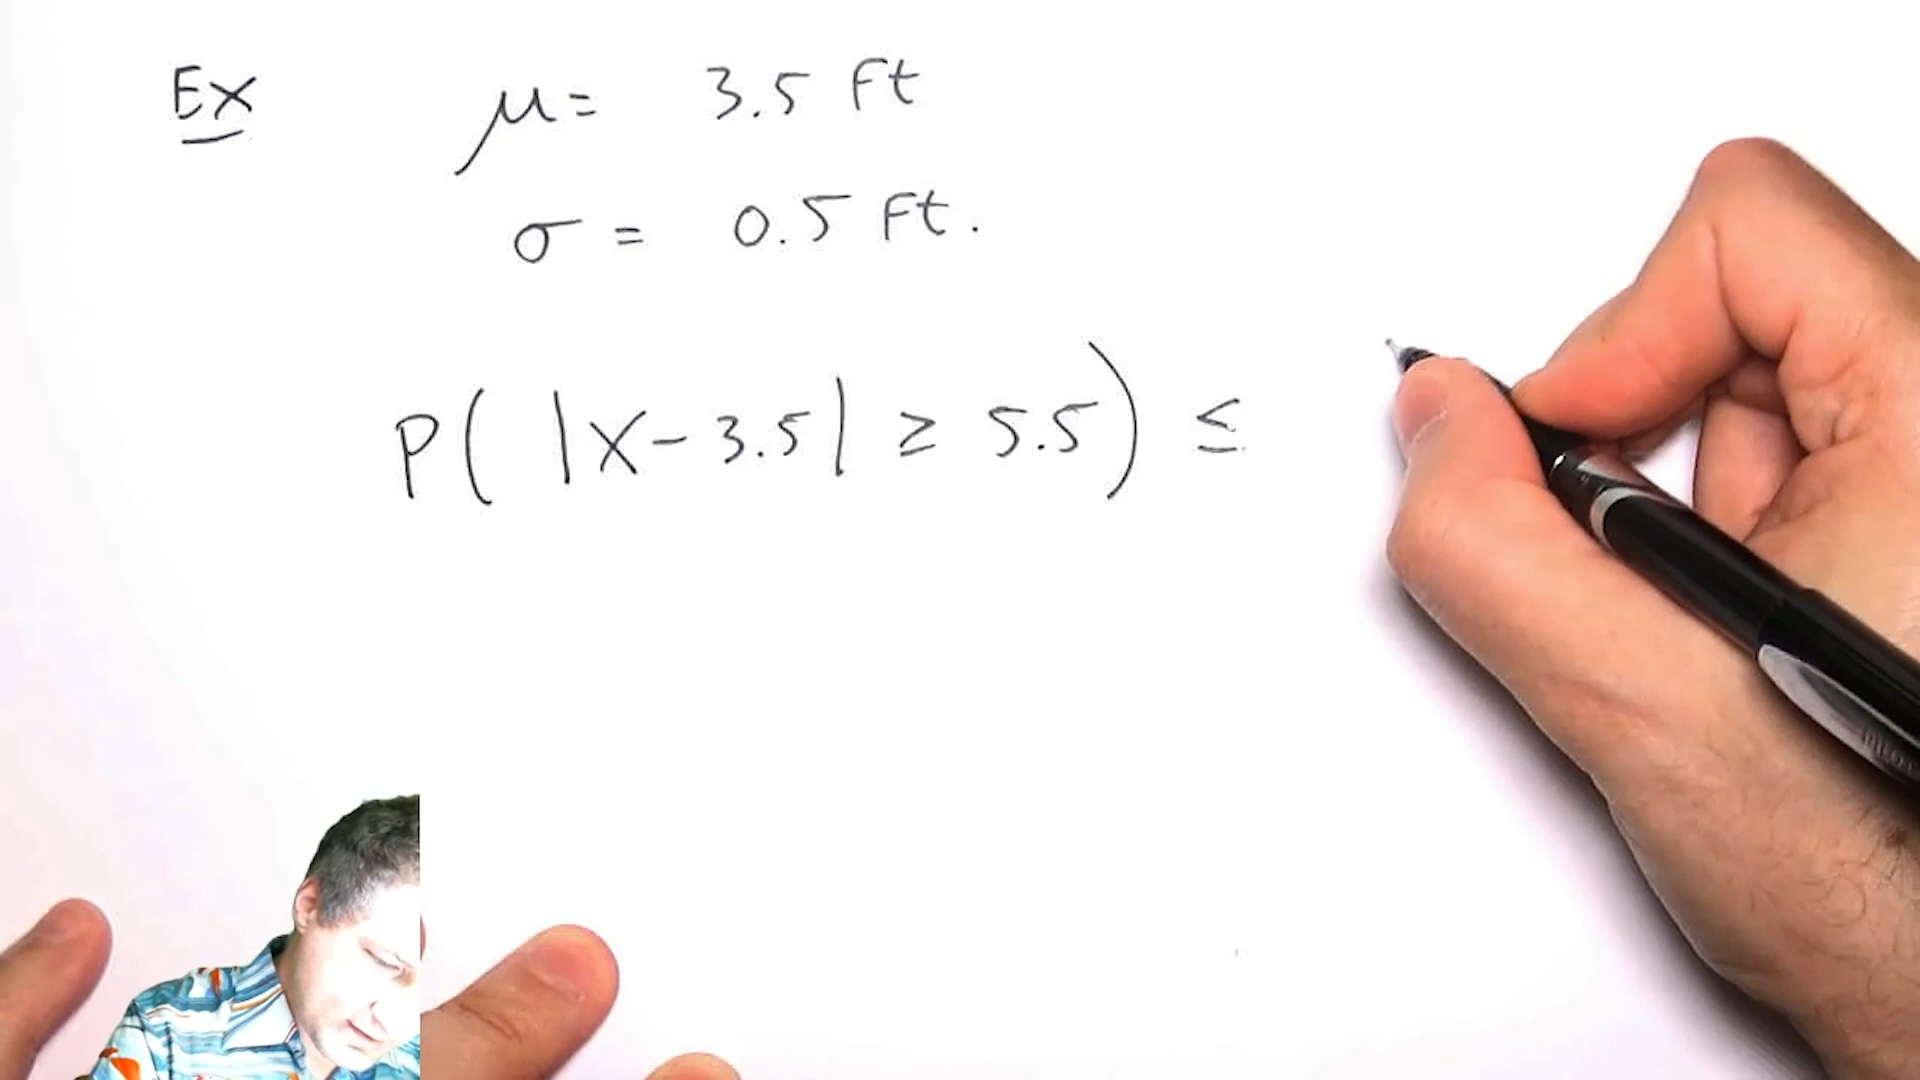 Ex μ = 3.5 Ft
σ = 0.5 Ft.
P( |X - 3.5| ≥ 5.5 ) ≤